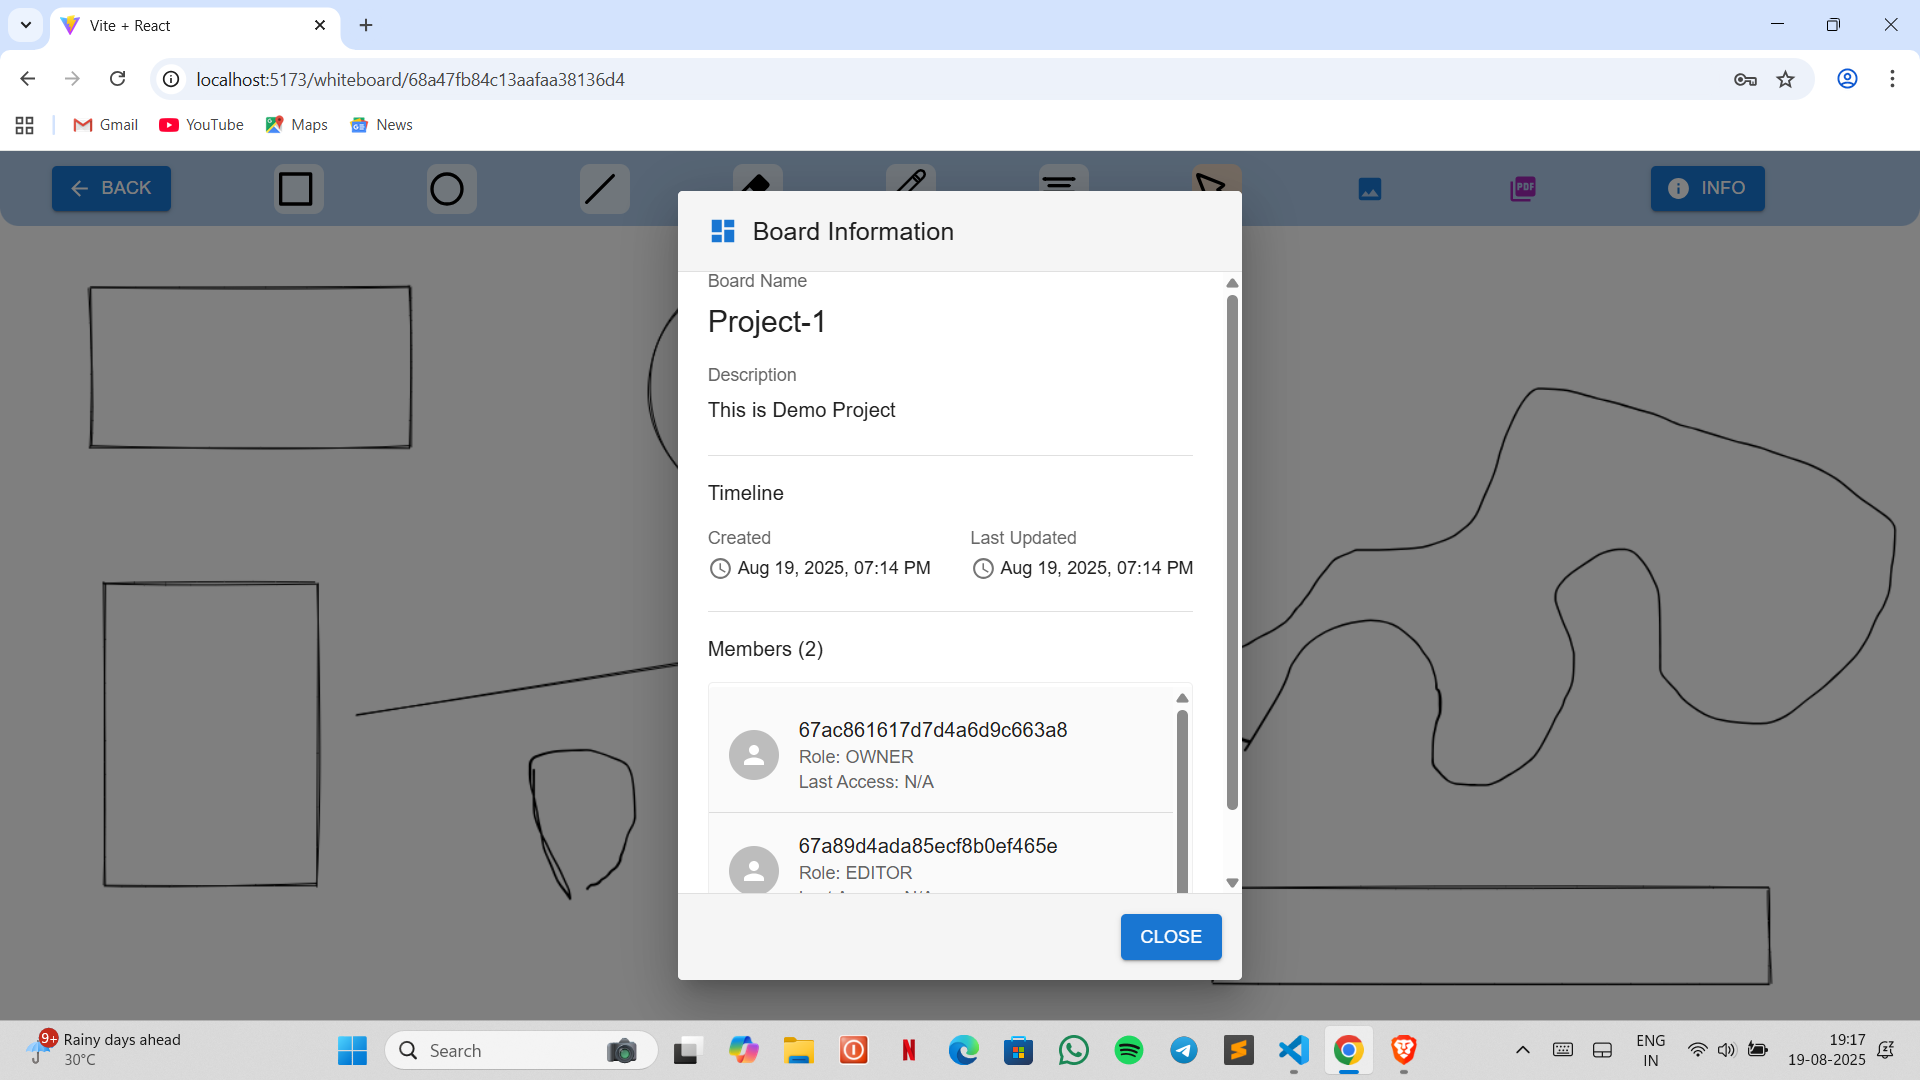 Vite + React
localhost:5173/whiteboard/68a47fb84c13aafaa38136d4
Gmail
YouTube
Maps
News
BACK
PDF
INFO
Board Information
Board Name
Project-1
Description
This is Demo Project
Timeline
Created
Last Updated
Aug 19, 2025, 07:14 PM
Aug 19, 2025, 07:14 PM
Members (2)
67ac861617d7d4a6d9c663a8
Role: OWNER
Last Access: N/A
67a89d4ada85ecf8b0ef465e
Role: EDITOR
CLOSE
9+
Rainy days ahead
30°C
Search
N
ENG
IN
19:17
19-08-2025